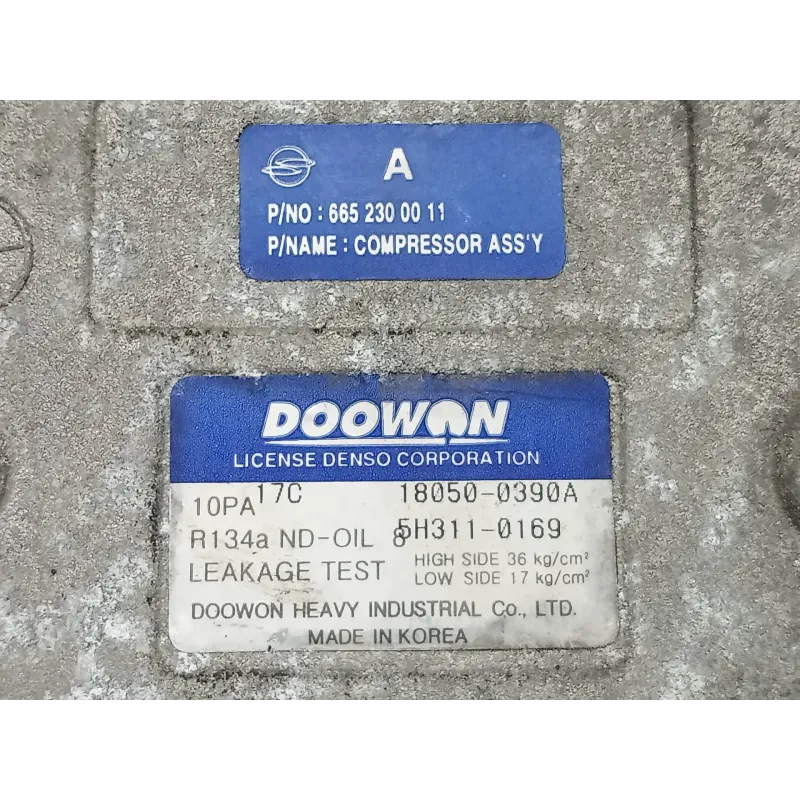 A
P/NO : 665 230 00 11
P/NAME : COMPRESSOR ASS'Y
DOOWON
LICENSE DENSO CORPORATION
10PA 17C 18050-0390A
R134a ND-OIL 8 5H311-0169
LEAKAGE TEST HIGH SIDE 36 kg/cm²
LOW SIDE 17 kg/cm²
DOOWON HEAVY INDUSTRIAL Co., LTD.
MADE IN KOREA